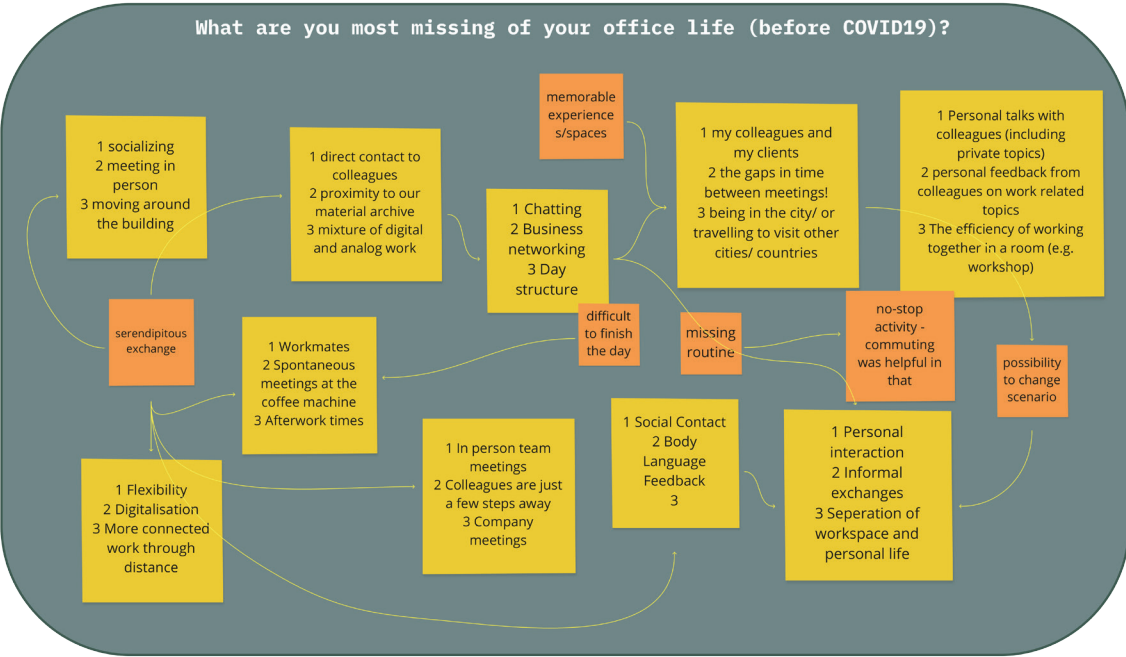 What are you most missing of your office life (before COVID19)?
memorable
experience
s/spaces
1 socializing
2 meeting in
person
3 moving around
the building
1 direct contact to
colleagues
2 proximity to our
material archive
3 mixture of digital
and analog work
1 Chatting
2 Business
networking
3 Day
structure
1 my colleagues and
my clients
2 the gaps in time
between meetings!
3 being in the city/ or
travelling to visit other
cities/ countries
1 Personal talks with
colleagues (including
private topics)
2 personal feedback from
colleagues on work related
topics
3 The efficiency of working
together in a room (e.g.
workshop)
serendipitous
exchange
1 Workmates
2 Spontaneous
meetings at the
coffee machine
3 Afterwork times
difficult
to finish
the day
missing
routine
no-stop
activity -
commuting
was helpful in
that
possibility
to change
scenario
1 Flexibility
2 Digitalisation
3 More connected
work through
distance
1 In person team
meetings
2 Colleagues are just
a few steps away
3 Company
meetings
1 Social Contact
2 Body
Language
Feedback
3
1 Personal
interaction
2 Informal
exchanges
3 Seperation of
workspace and
personal life